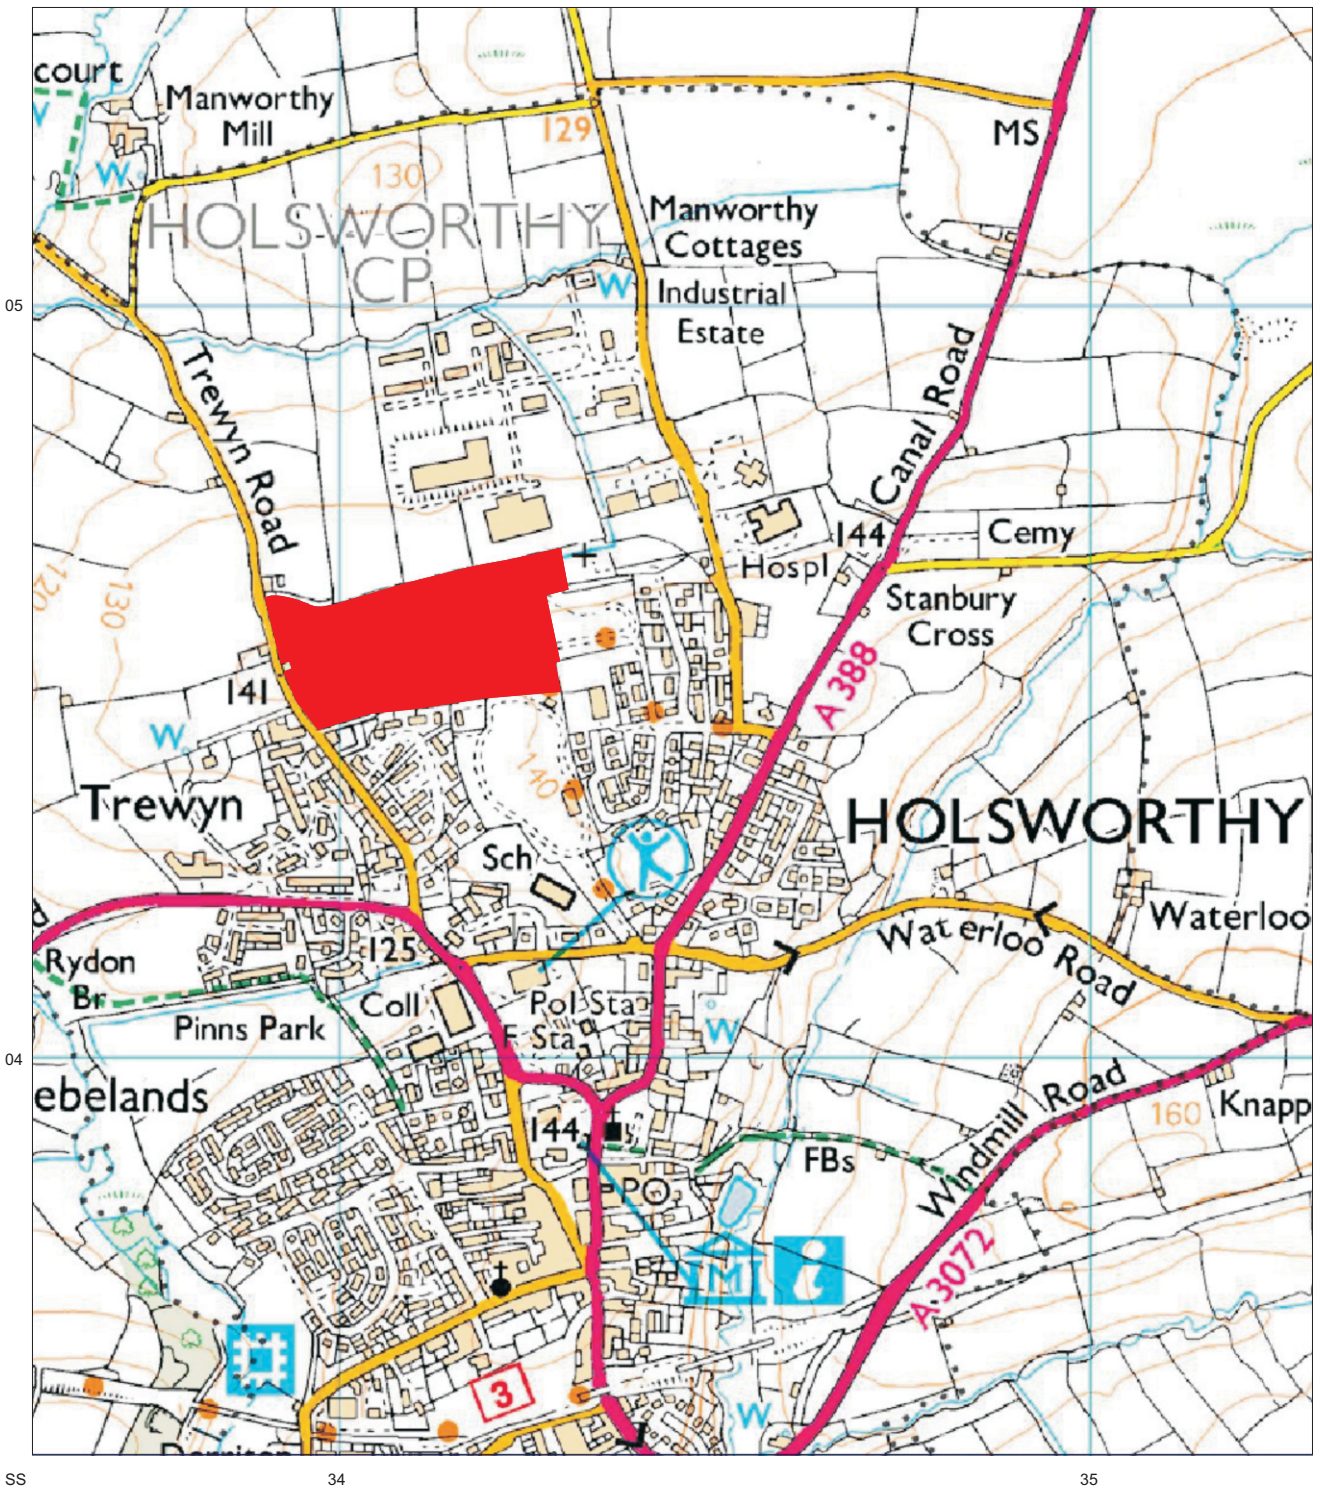 court
Manworthy
Mill
W
W
129
130
MS
HOLSWORTHY
CP
Manworthy
Cottages
W
Industrial
Estate
05
Trewyn Road
Canal Road
144
Cemy
Hospl
Stanbury
Cross
120
130
A 388
141
W
140
Trewyn
HOLSWORTHY
Sch
Waterloo
Waterloo Road
Rydon
Br
125
Coll
Pol Sta
F Sta
W
Pinns Park
04
ebelands
Windmill Road
160
Knapp
144
FBs
PO
M
i
A 3072
3
W
SS
34
35